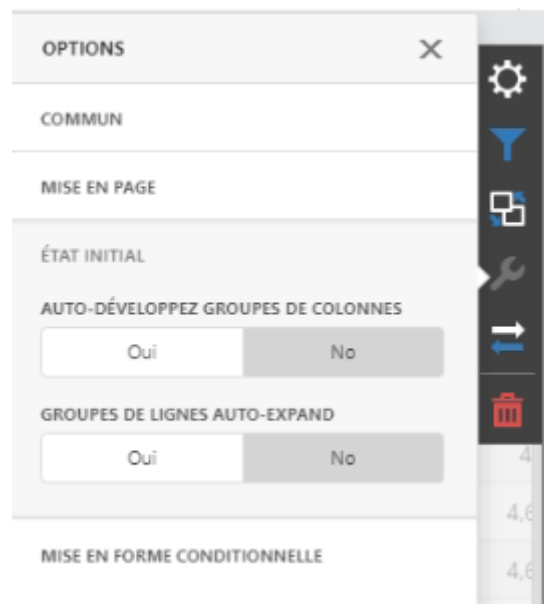 OPTIONS
COMMUN
MISE EN PAGE
ÉTAT INITIAL
AUTO-DÉVELOPPEZ GROUPES DE COLONNES
Oui No
GROUPES DE LIGNES AUTO-EXPAND
Oui No
MISE EN FORME CONDITIONNELLE